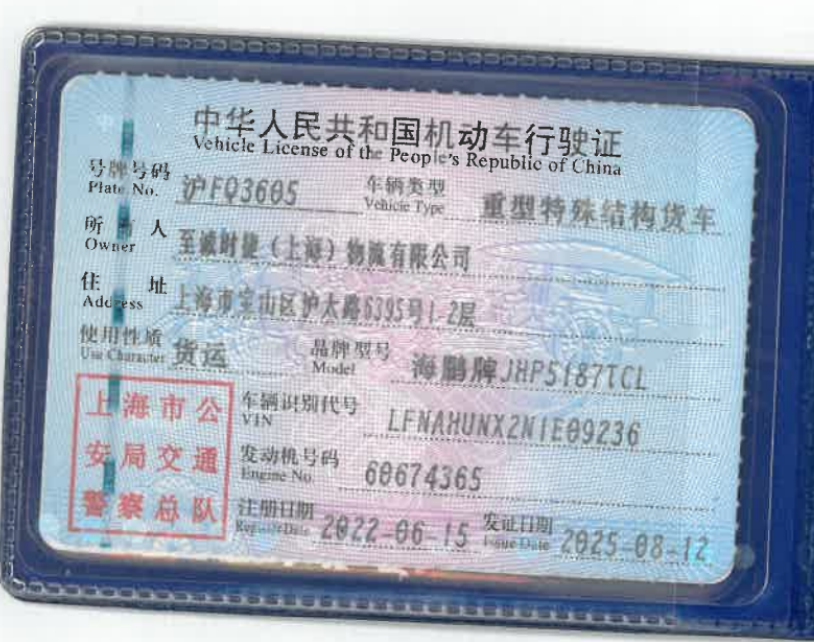 中华人民共和国机动车行驶证
Vehicle License of the People's Republic of China
号牌号码 沪FQ3605 车辆类型 重型特殊结构货车
Plate No. Vehicle Type
所有人 至诚时捷（上海）物流有限公司
Owner
住址 上海市宝山区沪太路6395号1-2层
Address
使用性质 货运 品牌型号 海鹏牌JHP5187TCL
Use Character Model
上海市公安局交通警察总队
车辆识别代号 LFNAHUNX2N1E09236
VIN
发动机号码 60674365
Engine No.
注册日期 2022-06-15 发证日期 2025-08-12
Register Date Issue Date